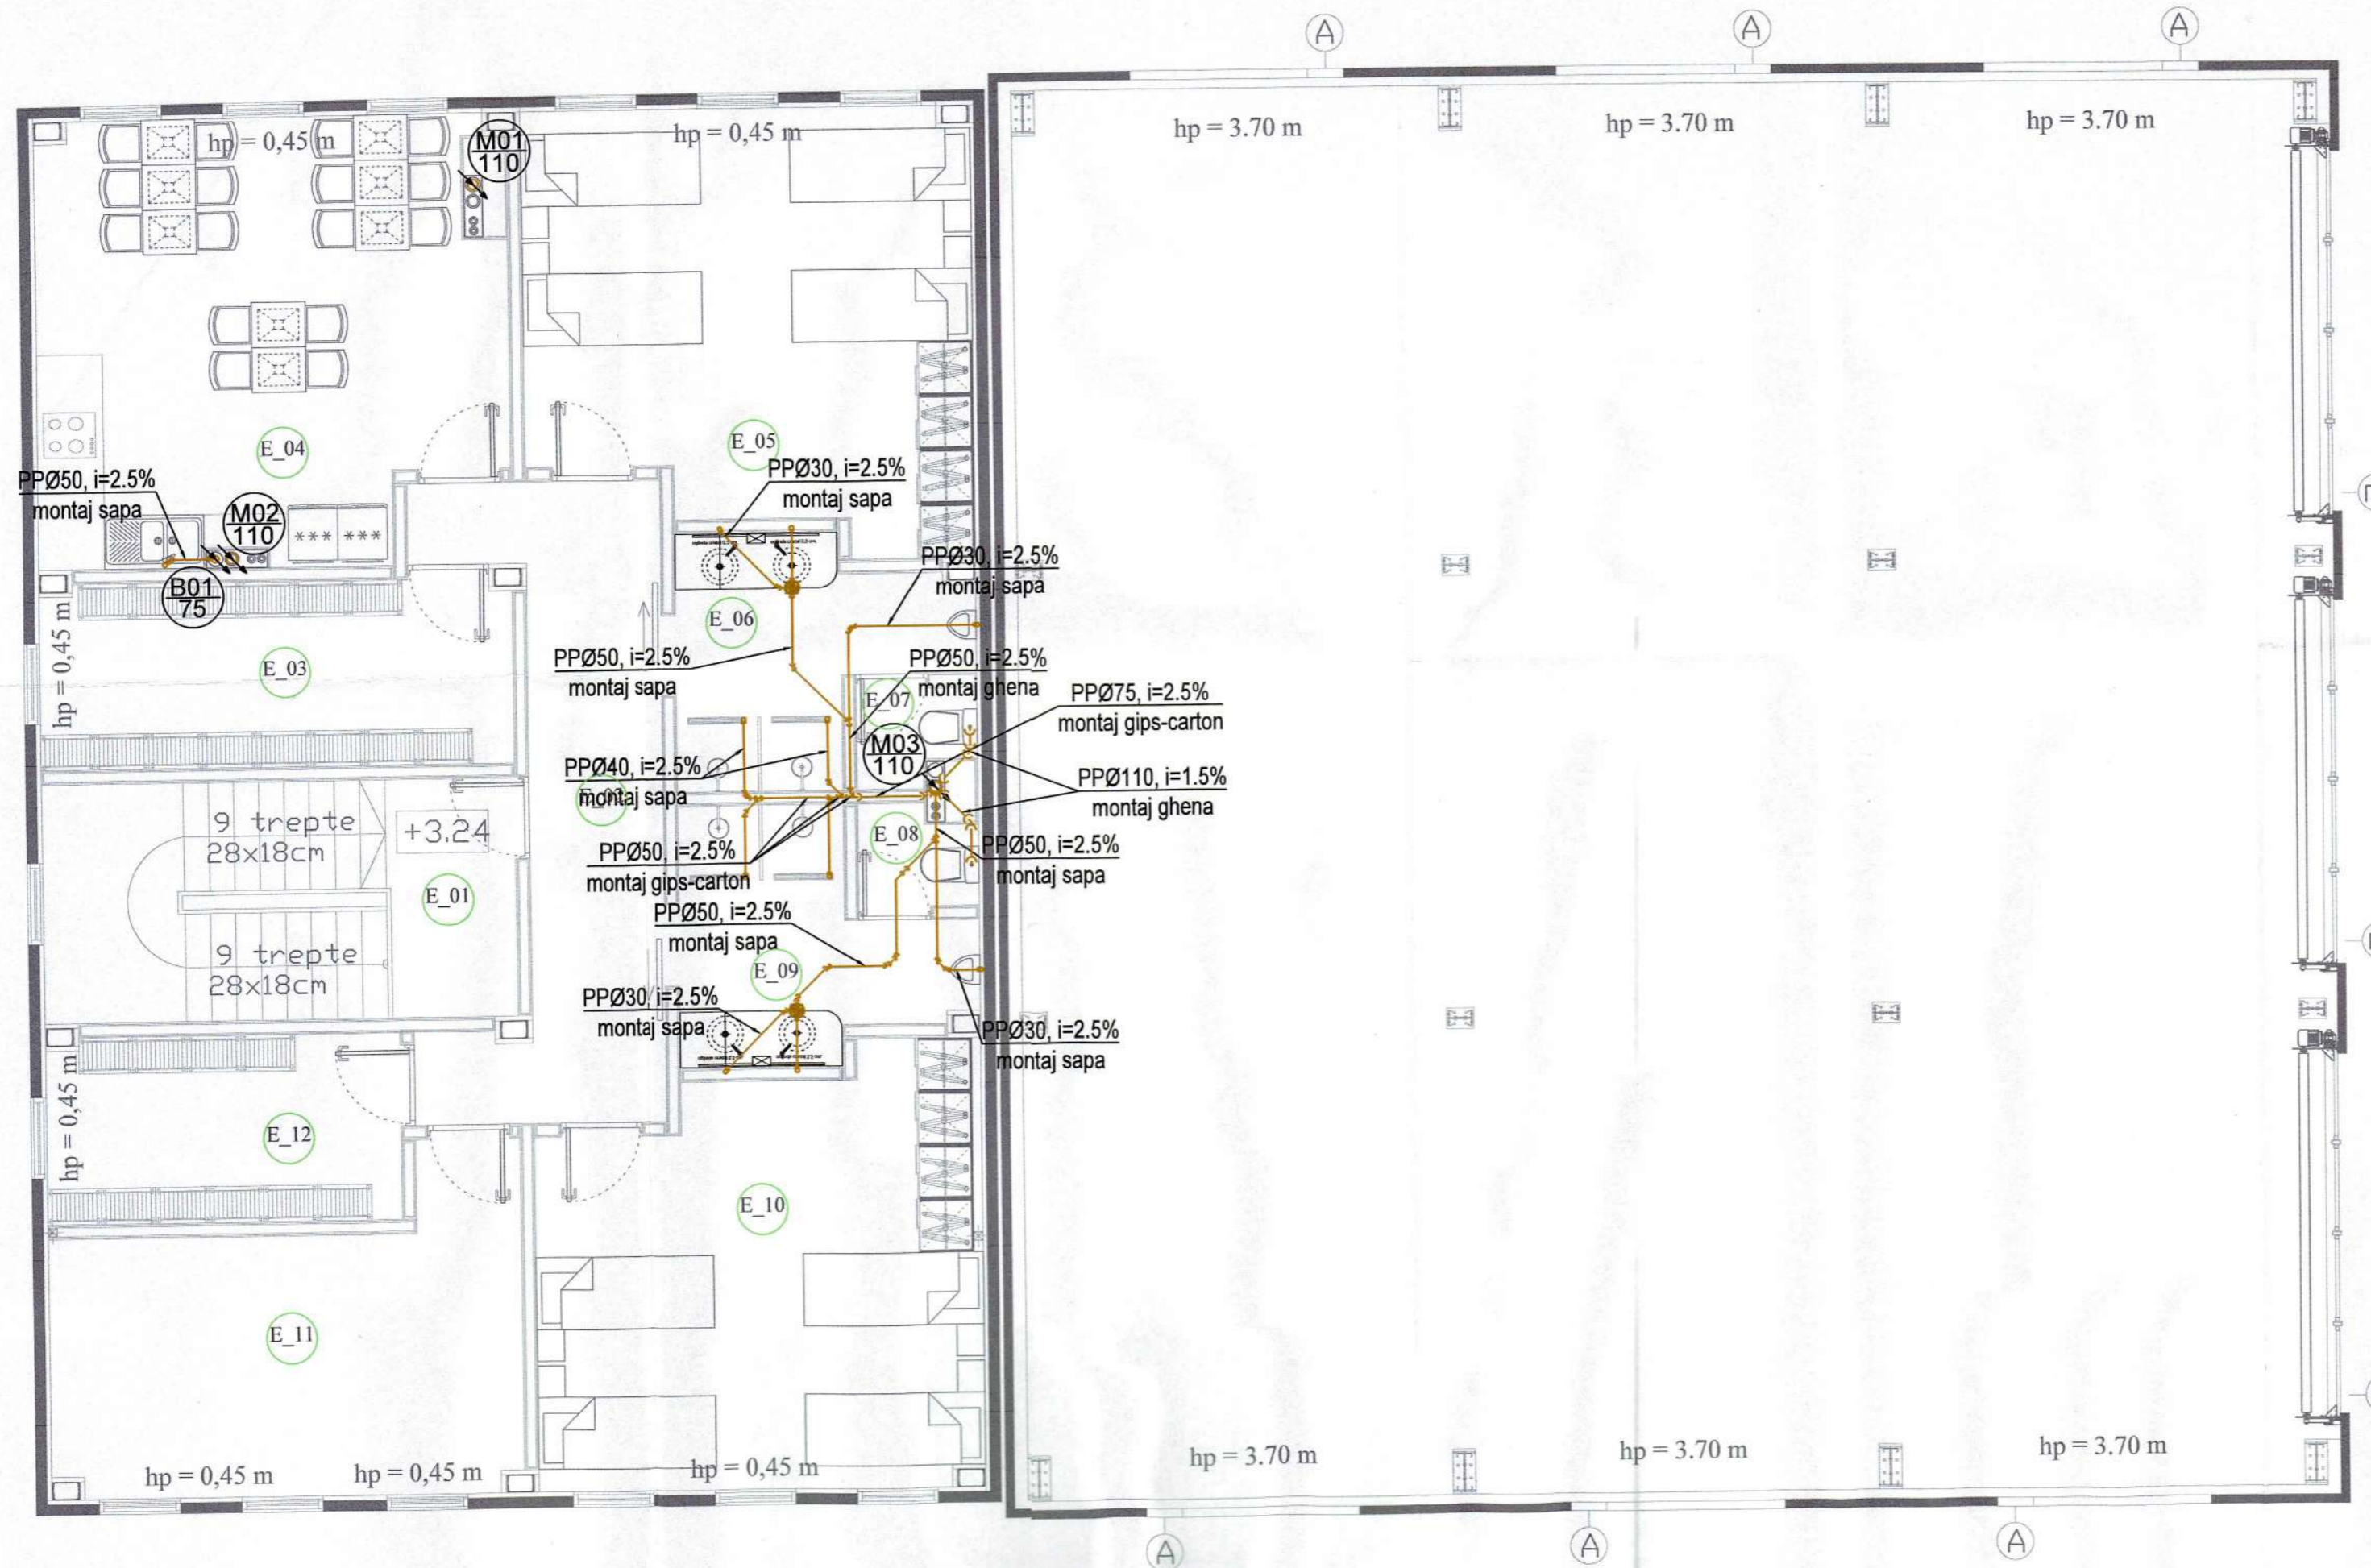 A
A
A
hp = 0,45 m
M01
110
hp = 0,45 m
hp = 3.70 m
hp = 3.70 m
hp = 3.70 m
E_04
E_05
PPØ50, i=2.5%
montaj sapa
M02
110
*** ***
PPØ30, i=2.5%
montaj sapa
B01
75
hp = 0,45 m
E_03
E_06
PPØ30, i=2.5%
montaj sapa
PPØ50, i=2.5%
montaj sapa
PPØ50, i=2.5%
montaj ghena
E_07
PPØ75, i=2.5%
montaj gips-carton
M03
110
PPØ40, i=2.5%
montaj sapa
PPØ110, i=1.5%
montaj ghena
9 trepte
28x18cm
+3.24
E_08
PPØ50, i=2.5%
montaj gips-carton
PPØ50, i=2.5%
montaj sapa
E_01
PPØ50, i=2.5%
montaj sapa
9 trepte
28x18cm
E_09
PPØ30, i=2.5%
montaj sapa
PPØ30, i=2.5%
montaj sapa
hp = 0,45 m
E_12
E_10
E_11
hp = 0,45 m
hp = 0,45 m
hp = 0,45 m
hp = 3.70 m
hp = 3.70 m
hp = 3.70 m
A
A
A